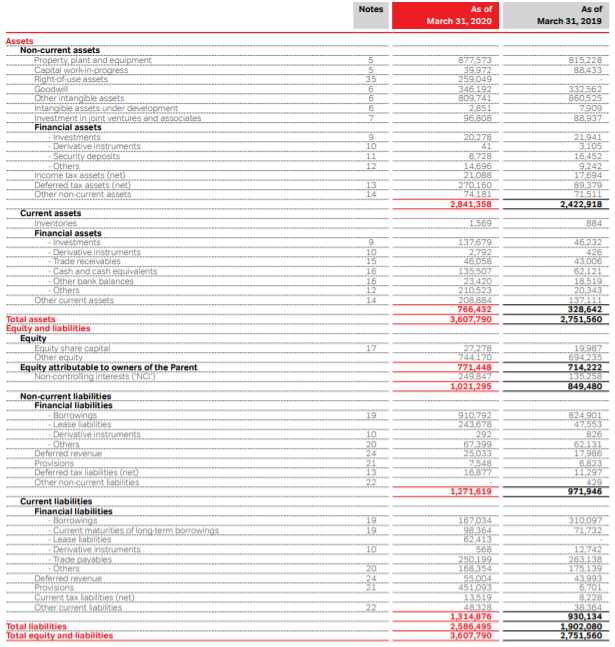 Notes As of March 31, 2020 As of March 31, 2019
Assets
Non-current assets
Property, plant and equipment 5 877,573 815,228
Capital work-in-progress 5 39,972 88,433
Right-of-use assets 35 259,049 -
Goodwill 6 346,192 332,562
Other intangible assets 6 809,741 860,525
Intangible assets under development 6 2,851 7,909
Investment in joint ventures and associates 7 96,808 88,937
Financial assets
- Investments 9 20,278 21,941
- Derivative instruments 10 41 3,105
- Security deposits 11 8,728 16,452
- Others 12 14,696 9,242
Income tax assets (net) 21,088 17,694
Deferred tax assets (net) 13 270,160 89,379
Other non-current assets 14 74,181 71,511
2,841,358 2,422,918
Current assets
Inventories 1,569 884
Financial assets
- Investments 9 137,679 46,232
- Derivative instruments 10 2,792 426
- Trade receivables 15 46,058 43,006
- Cash and cash equivalents 16 135,507 62,121
- Other bank balances 16 23,420 18,519
- Others 12 210,523 20,343
Other current assets 14 208,884 137,111
766,432 328,642
Total assets 3,607,790 2,751,560
Equity and liabilities
Equity
Equity share capital 17 27,278 19,987
Other equity 744,170 694,235
Equity attributable to owners of the Parent 771,448 714,222
Non-controlling interests ('NCI') 249,847 135,258
1,021,295 849,480
Non-current liabilities
Financial liabilities
- Borrowings 19 910,792 824,901
- Lease liabilities 243,678 47,553
- Derivative instruments 10 292 826
- Others 20 67,399 62,131
Deferred revenue 24 25,033 17,986
Provisions 21 7,548 6,823
Deferred tax liabilities (net) 13 16,877 11,297
Other non-current liabilities 22 - 429
1,271,619 971,946
Current liabilities
Financial liabilities
- Borrowings 19 167,034 310,097
- Current maturities of long-term borrowings 19 98,364 71,732
- Lease liabilities 62,413 -
- Derivative instruments 10 568 12,742
- Trade payables 250,199 263,138
- Others 20 168,354 175,139
Deferred revenue 24 55,004 43,993
Provisions 21 451,093 6,701
Current tax liabilities (net) 13,519 8,228
Other current liabilities 22 48,328 38,364
1,314,876 930,134
Total liabilities 2,586,495 1,902,080
Total equity and liabilities 3,607,790 2,751,560